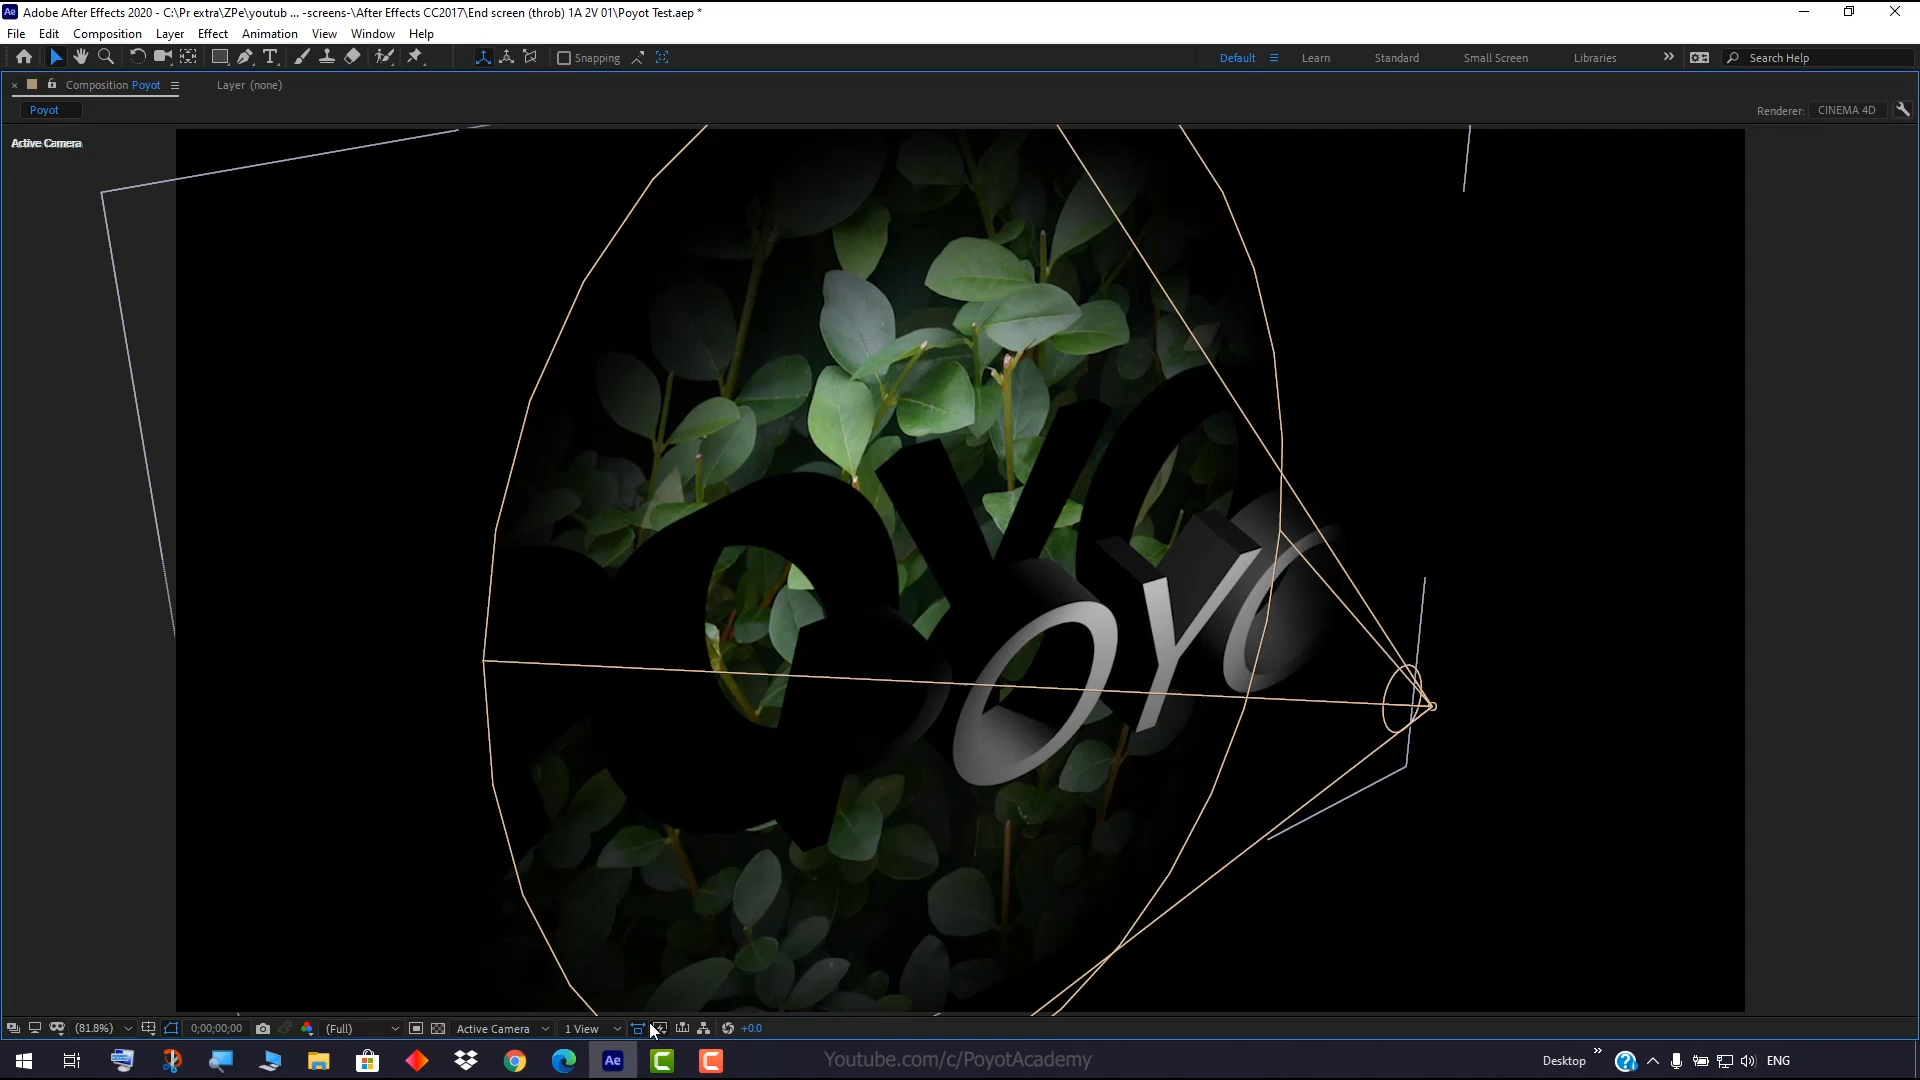 Ae Adobe After Effects 2020 - C:\Pr extra\ZPe\youtub ... -screens-\After Effects CC2017\End screen (throb) 1A 2V 01\Poyot Test.aep *
File Edit Composition Layer Effect Animation View Window Help
Snapping Default Learn Standard Small Screen Libraries Search Help
Composition Poyot Layer (none)
Poyot Renderer: CINEMA 4D
Active Camera
OYO
(81.8%) 0;00;00;00 (Full) Active Camera 1 View +0.0
Ae Youtube.com/c/PoyotAcademy Desktop ENG